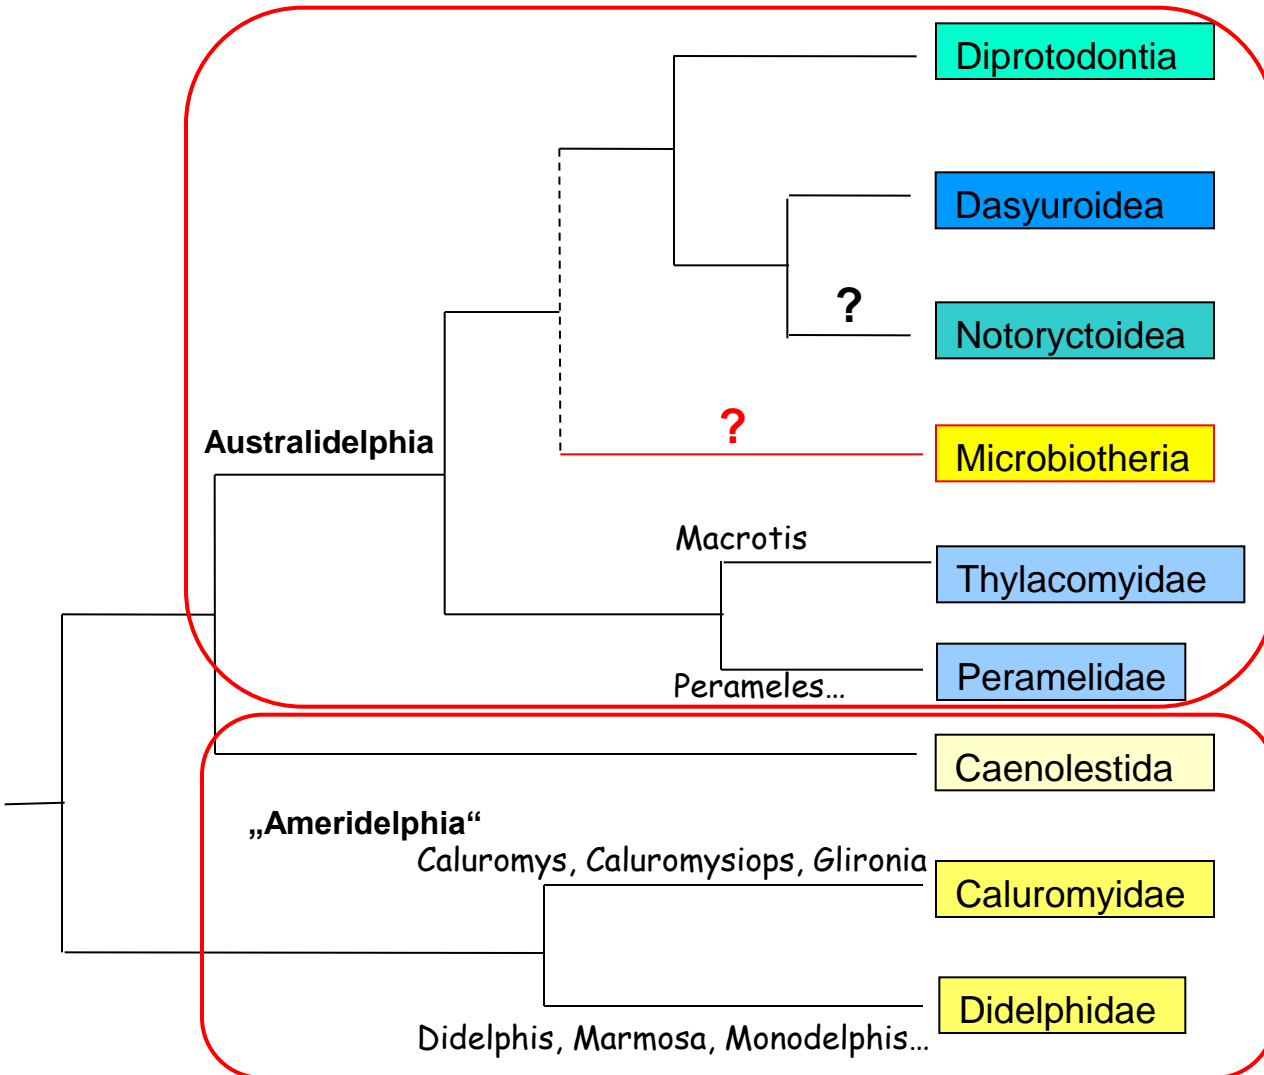 Diprotodontia
Dasyuroidea
?
Notoryctoidea
?
Australidelphia
Microbiotheria
Macrotis
Thylacomyidae
Perameles...
Peramelidae
Caenolestida
„Ameridelphia“
Caluromys, Caluromysiops, Glironia
Caluromyidae
Didelphidae
Didelphis, Marmosa, Monodelphis...